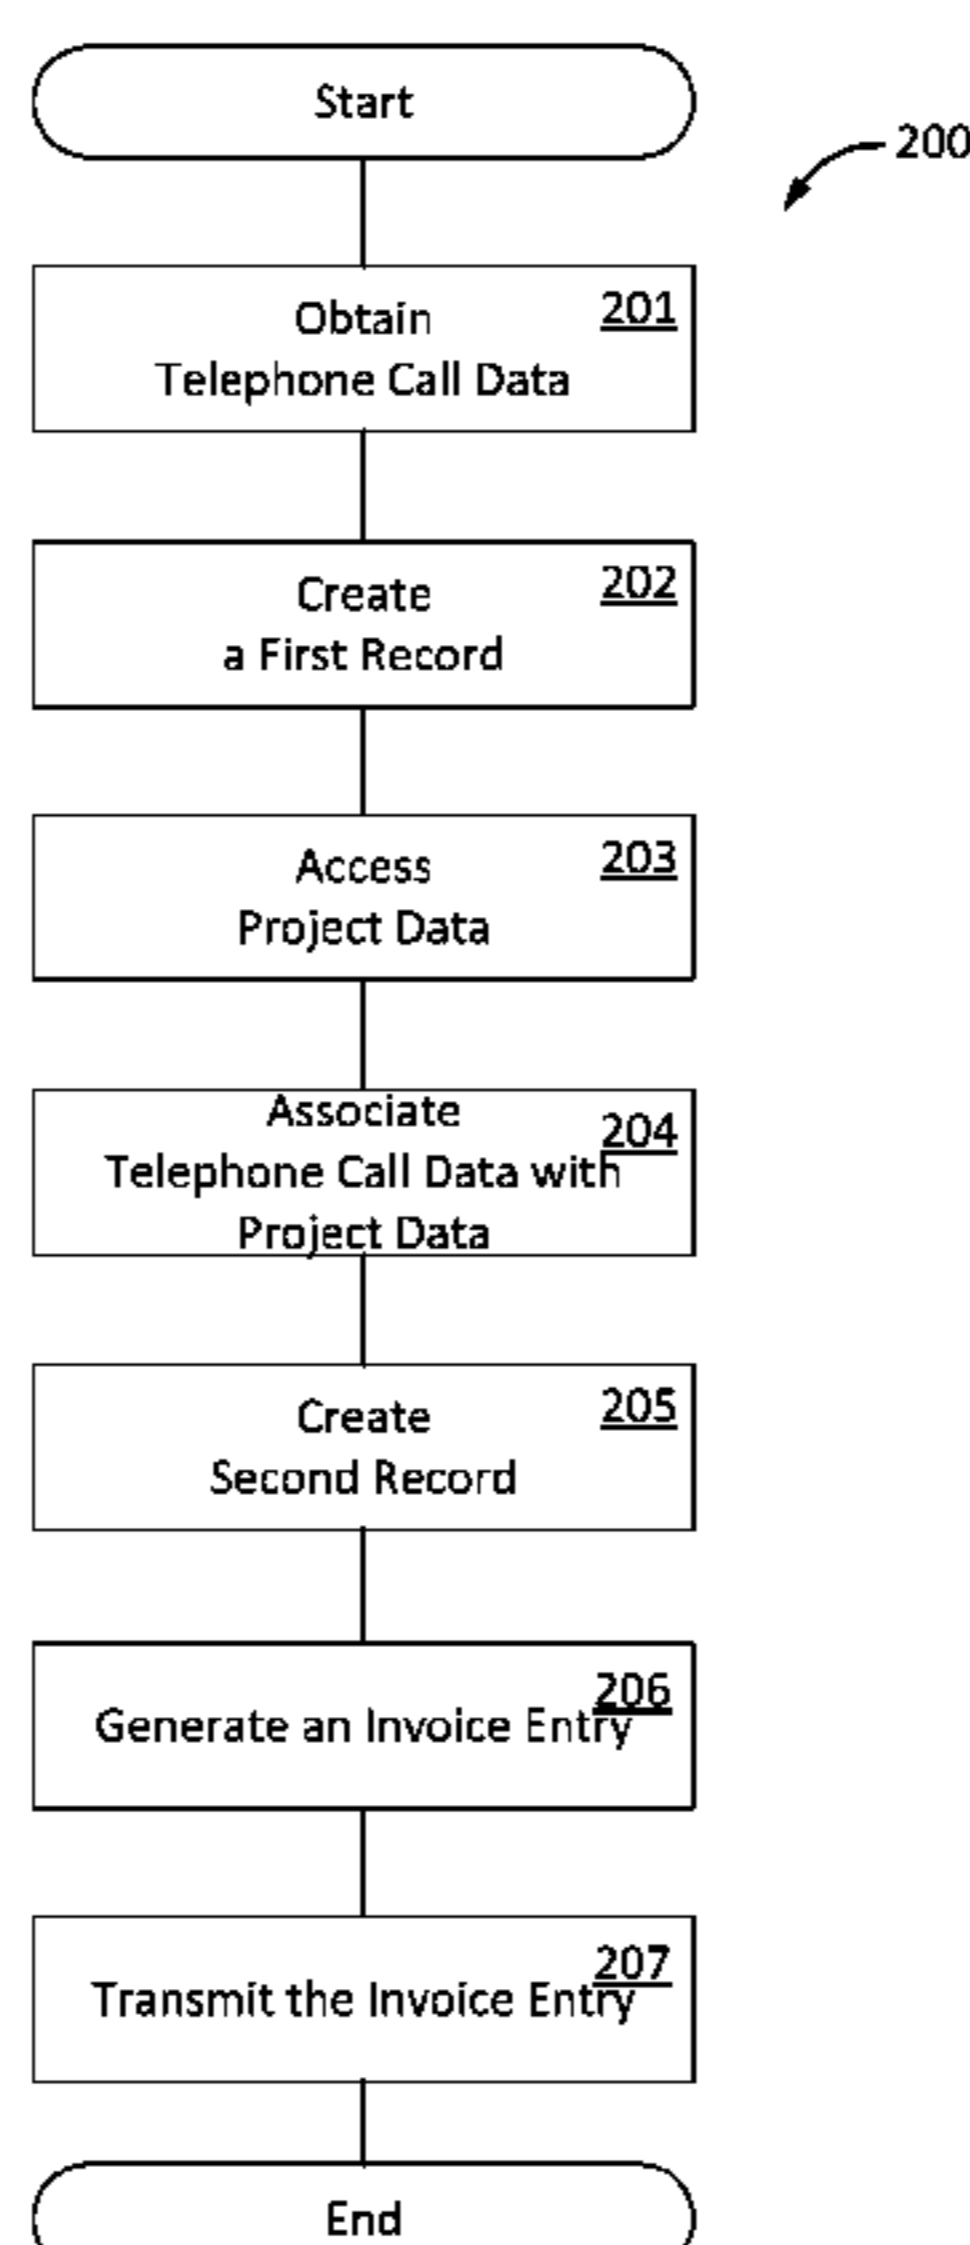 Start
200
201
Obtain
Telephone Call Data
202
Create
a First Record
203
Access
Project Data
204
Associate
Telephone Call Data with
Project Data
205
Create
Second Record
206
Generate an Invoice Entry
207
Transmit the Invoice Entry
End